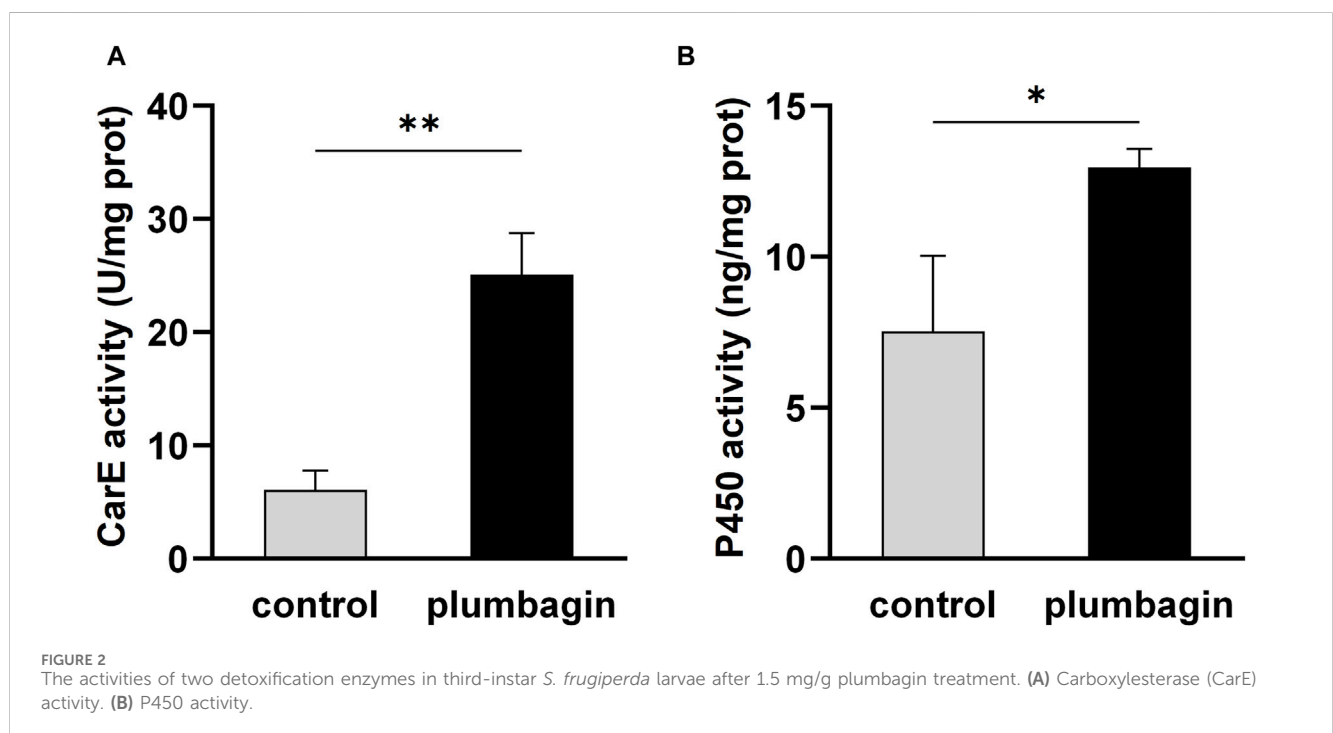 A
B
CarE activity (U/mg prot)
40
30
20
10
0
**
control plumbagin
P450 activity (ng/mg prot)
15
10
5
0
*
control plumbagin
FIGURE 2
The activities of two detoxification enzymes in third-instar S. frugiperda larvae after 1.5 mg/g plumbagin treatment. (A) Carboxylesterase (CarE)
activity. (B) P450 activity.